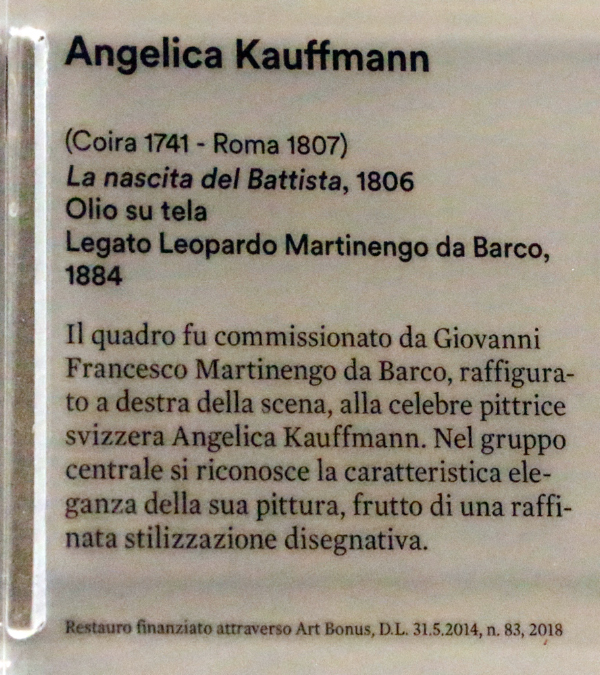 Angelica Kauffmann
(Coira 1741 - Roma 1807)
La nascita del Battista, 1806
Olio su tela
Legato Leopardo Martinengo da Barco,
1884
Il quadro fu commissionato da Giovanni
Francesco Martinengo da Barco, raffigura-
to a destra della scena, alla celebre pittrice
svizzera Angelica Kauffmann. Nel gruppo
centrale si riconosce la caratteristica ele-
ganza della sua pittura, frutto di una raffi-
nata stilizzazione disegnativa.
Restauro finanziato attraverso Art Bonus, D.L. 31.5.2014, n. 83, 2018